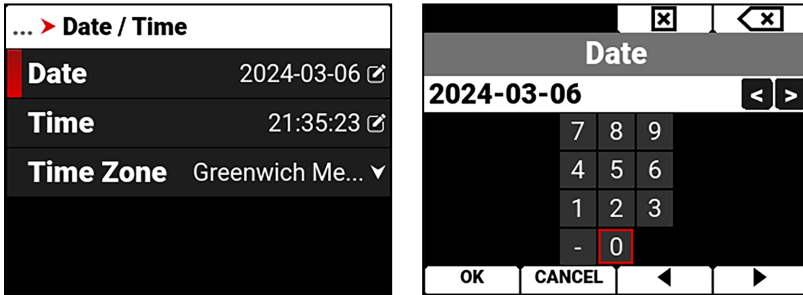 ... > Date / Time
Date 2024-03-06
Time 21:35:23
Time Zone Greenwich Me...
Date
2024-03-06 < >
7 8 9
4 5 6
1 2 3
- 0
OK CANCEL